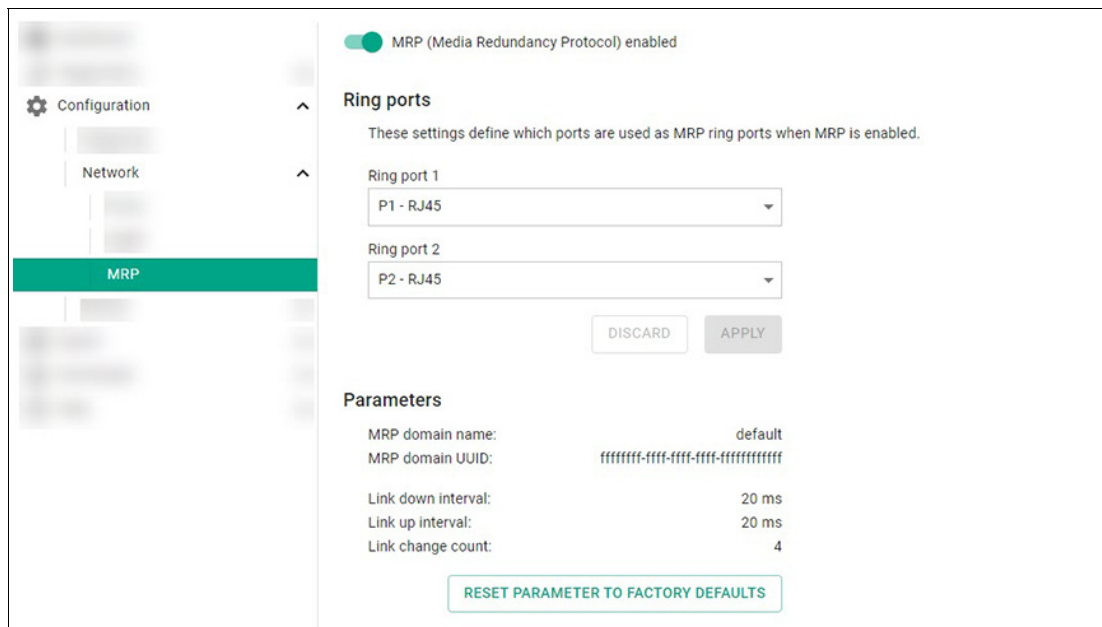 MRP (Media Redundancy Protocol) enabled
Configuration
Network
MRP
Ring ports
These settings define which ports are used as MRP ring ports when MRP is enabled.
Ring port 1
P1 - RJ45
Ring port 2
P2 - RJ45
DISCARD APPLY
Parameters
MRP domain name: default
MRP domain UUID: ffffffff-ffff-ffff-ffff-ffffffffffff
Link down interval: 20 ms
Link up interval: 20 ms
Link change count: 4
RESET PARAMETER TO FACTORY DEFAULTS